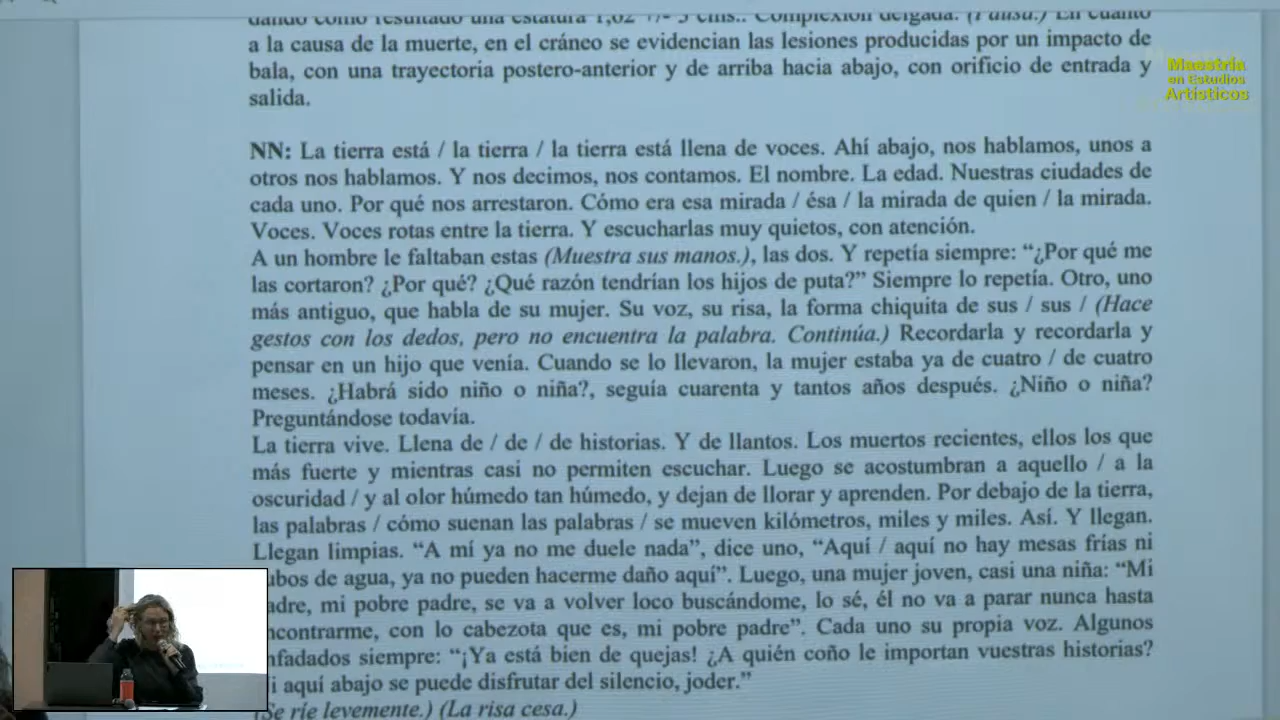 dando como resultado una estatura 1,62 +/- 3 cms.. Complexión delgada. (Pausa.) En cuanto
a la causa de la muerte, en el cráneo se evidencian las lesiones producidas por un impacto de
bala, con una trayectoria postero-anterior y de arriba hacia abajo, con orificio de entrada y
salida.
Maestría
en Estudios
Artísticos
NN: La tierra está / la tierra / la tierra está llena de voces. Ahí abajo, nos hablamos, unos a
otros nos hablamos. Y nos decimos, nos contamos. El nombre. La edad. Nuestras ciudades de
cada uno. Por qué nos arrestaron. Cómo era esa mirada / ésa / la mirada de quien / la mirada.
Voces. Voces rotas entre la tierra. Y escucharlas muy quietos, con atención.
A un hombre le faltaban estas (Muestra sus manos.), las dos. Y repetía siempre: “¿Por qué me
las cortaron? ¿Por qué? ¿Qué razón tendrían los hijos de puta?” Siempre lo repetía. Otro, uno
más antiguo, que habla de su mujer. Su voz, su risa, la forma chiquita de sus / sus / (Hace
gestos con los dedos, pero no encuentra la palabra. Continúa.) Recordarla y recordarla y
pensar en un hijo que venía. Cuando se lo llevaron, la mujer estaba ya de cuatro / de cuatro
meses. ¿Habrá sido niño o niña?, seguía cuarenta y tantos años después. ¿Niño o niña?
Preguntándose todavía.
La tierra vive. Llena de / de / de historias. Y de llantos. Los muertos recientes, ellos los que
más fuerte y mientras casi no permiten escuchar. Luego se acostumbran a aquello / a la
oscuridad / y al olor húmedo tan húmedo, y dejan de llorar y aprenden. Por debajo de la tierra,
las palabras / cómo suenan las palabras / se mueven kilómetros, miles y miles. Así. Y llegan.
Llegan limpias. “A mí ya no me duele nada”, dice uno, “Aquí / aquí no hay mesas frías ni
ubos de agua, ya no pueden hacerme daño aquí”. Luego, una mujer joven, casi una niña: “Mi
adre, mi pobre padre, se va a volver loco buscándome, lo sé, él no va a parar nunca hasta
ncontrarme, con lo cabezota que es, mi pobre padre”. Cada uno su propia voz. Algunos
nfadados siempre: “¡Ya está bien de quejas! ¿A quién coño le importan vuestras historias?
i aquí abajo se puede disfrutar del silencio, joder.”
(Se ríe levemente.) (La risa cesa.)